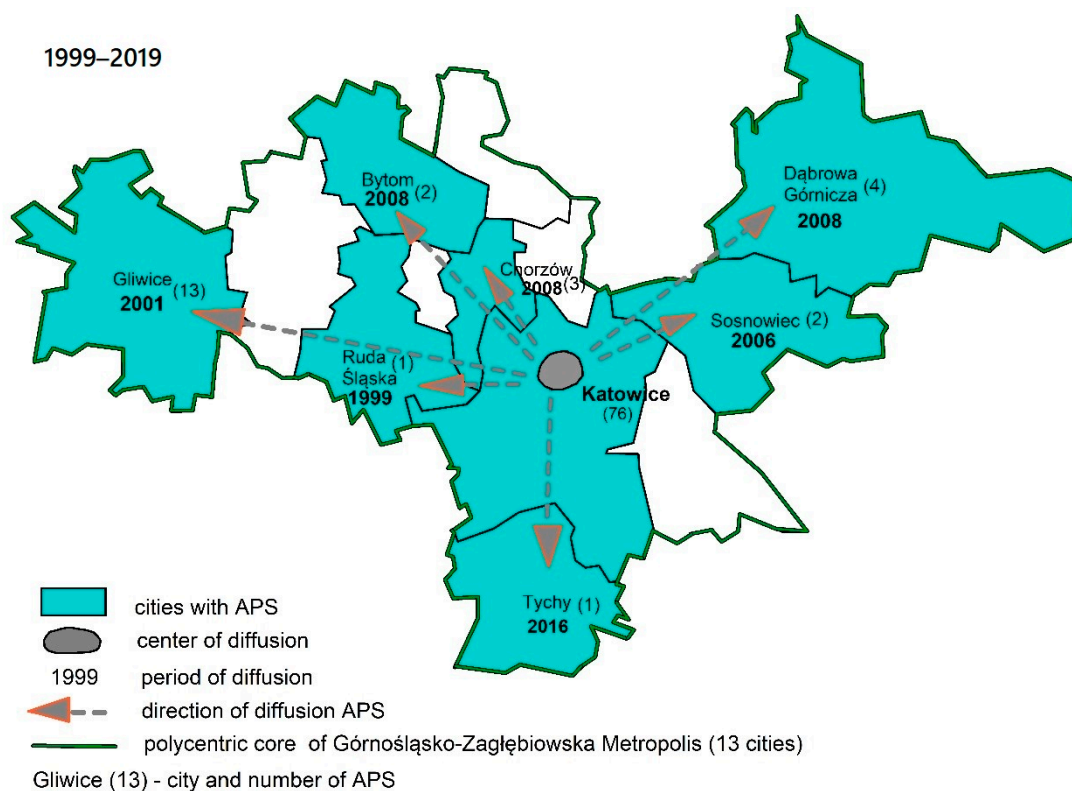 1999–2019
Bytom
2008 (2)
Dąbrowa
Górnicza (4)
2008
Gliwice
2001 (13)
Chorzów
2008 (3)
Sosnowiec (2)
2006
Ruda (1)
Śląska
1999
Katowice
(76)
Tychy (1)
2016
cities with APS
center of diffusion
1999 period of diffusion
direction of diffusion APS
polycentric core of Górnośląsko-Zagłębiowska Metropolis (13 cities)
Gliwice (13) - city and number of APS